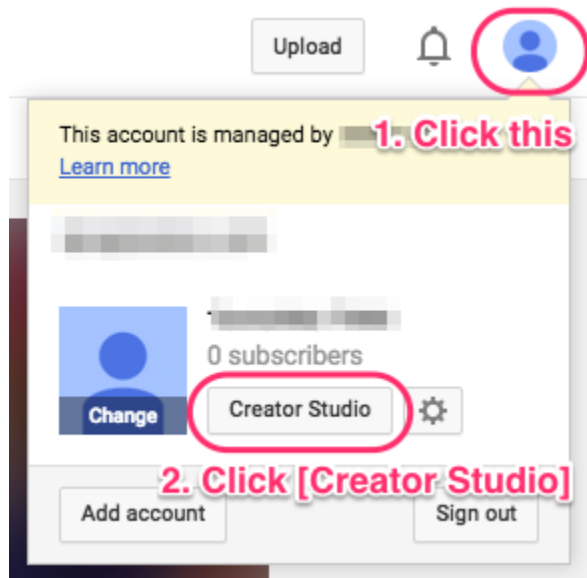 Upload
This account is managed by
1. Click this
Learn more
0 subscribers
Change
Creator Studio
2. Click [Creator Studio]
Add account
Sign out